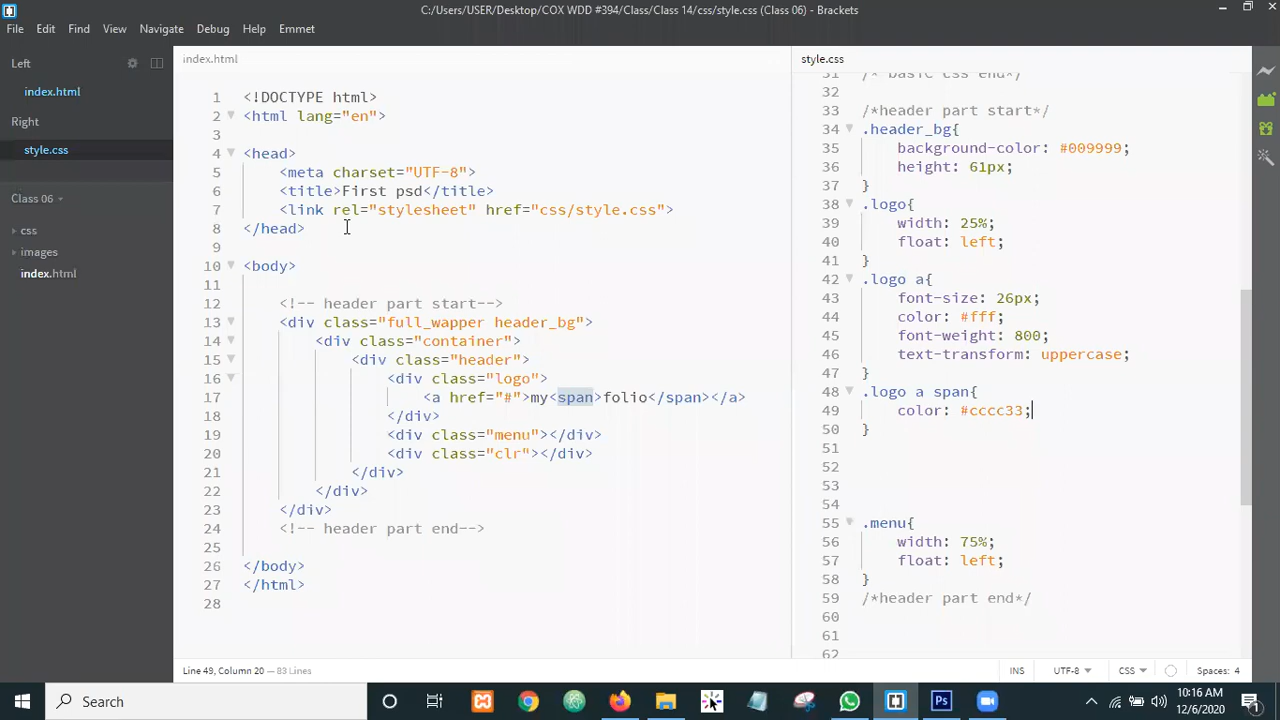 C:/Users/USER/Desktop/COX WDD #394/Class/Class 14/css/style.css (Class 06) - Brackets
File Edit Find View Navigate Debug Help Emmet
Left
index.html
Right
style.css
Class 06
css
images
index.html
index.html
1 <!DOCTYPE html>
2 <html lang="en">
3
4 <head>
5 <meta charset="UTF-8">
6 <title>First psd</title>
7 <link rel="stylesheet" href="css/style.css">
8 </head>
9
10 <body>
11
12 <!-- header part start-->
13 <div class="full_wapper header_bg">
14 <div class="container">
15 <div class="header">
16 <div class="logo">
17 <a href="#">my<span>folio</span></a>
18 </div>
19 <div class="menu"></div>
20 <div class="clr"></div>
21 </div>
22 </div>
23 </div>
24 <!-- header part end-->
25
26 </body>
27 </html>
28
style.css
31 /* basic css end*/
32
33 /*header part start*/
34 .header_bg{
35 background-color: #009999;
36 height: 61px;
37 }
38 .logo{
39 width: 25%;
40 float: left;
41 }
42 .logo a{
43 font-size: 26px;
44 color: #fff;
45 font-weight: 800;
46 text-transform: uppercase;
47 }
48 .logo a span{
49 color: #cccc33;
50 }
51
52
53
54
55 .menu{
56 width: 75%;
57 float: left;
58 }
59 /*header part end*/
60
61
62
Line 49, Column 20 — 83 Lines
INS UTF-8 CSS Spaces: 4
Search
Ps
10:16 AM
12/6/2020
1